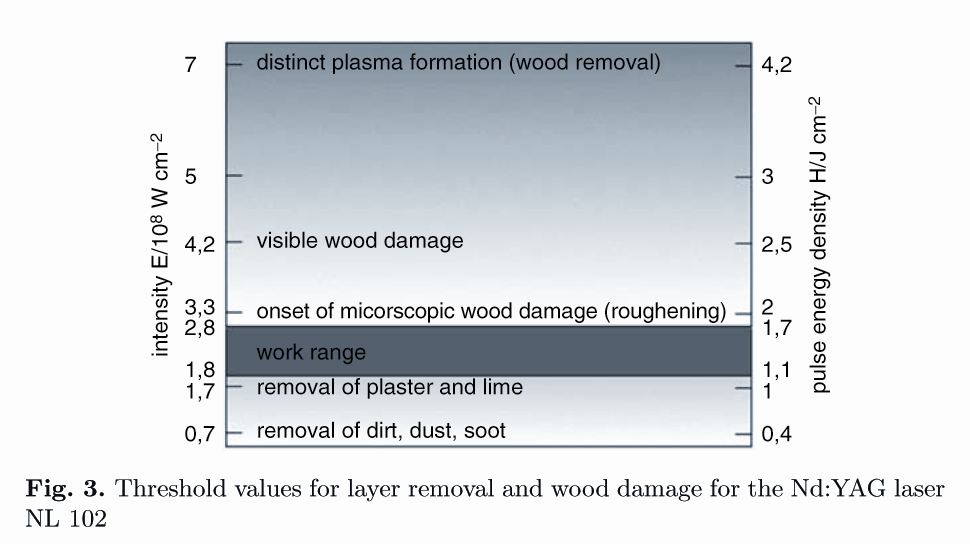 7 distinct plasma formation (wood removal) 4,2
5 3
4,2 visible wood damage 2,5
3,3 onset of micorscopic wood damage (roughening) 2
2,8 1,7
work range
1,8 1,1
1,7 removal of plaster and lime 1
0,7 removal of dirt, dust, soot 0,4
intensity E/10⁸ W cm⁻²
pulse energy density H/J cm⁻²
Fig. 3. Threshold values for layer removal and wood damage for the Nd:YAG laser
NL 102